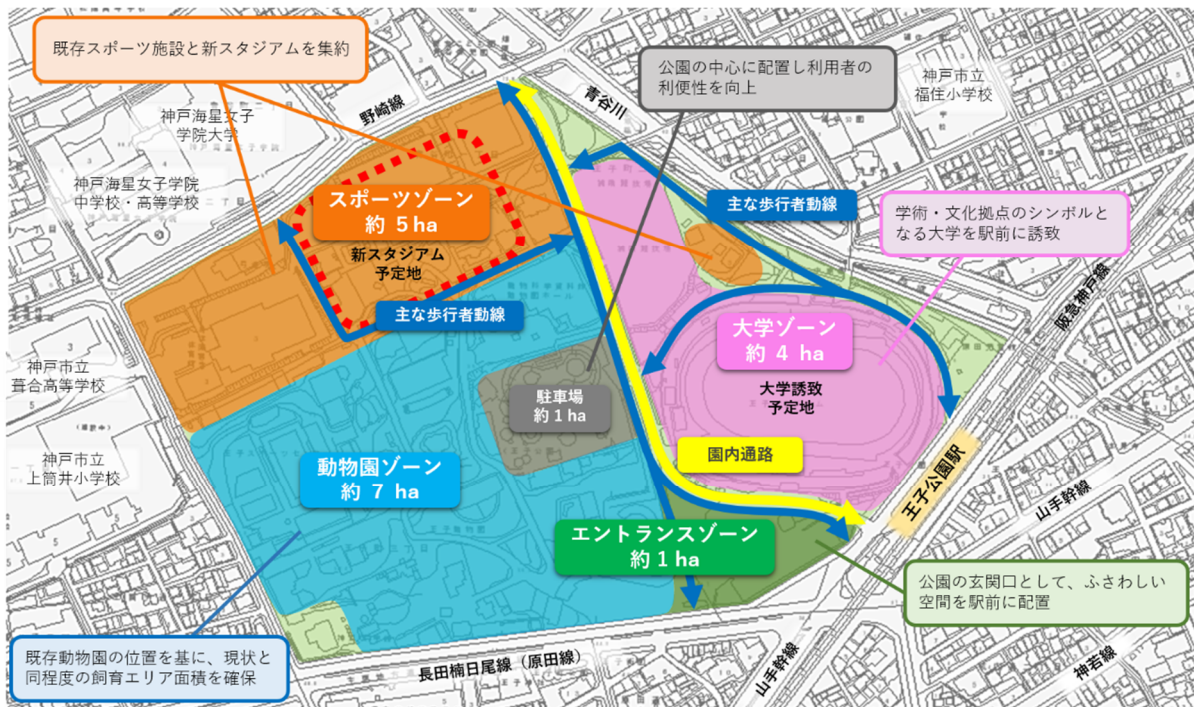 既存スポーツ施設と新スタジアムを集約
公園の中心に配置し利用者の
利便性を向上
神戸市立
福住小学校
野崎線
青谷川
神戸海星女子
学院大学
神戸海星女子学院
中学校・高等学校
スポーツゾーン
約 5 ha
新スタジアム
予定地
主な歩行者動線
学術・文化拠点のシンボルと
なる大学を駅前に誘致
阪急神戸線
主な歩行者動線
大学ゾーン
約 4 ha
大学誘致
予定地
神戸市立
葺合高等学校
駐車場
約 1 ha
神戸市立
上筒井小学校
動物園ゾーン
約 7 ha
園内通路
王子公園駅
山手幹線
エントランスゾーン
約 1 ha
公園の玄関口として、ふさわしい
空間を駅前に配置
既存動物園の位置を基に、現状と
同程度の飼育エリア面積を確保
長田楠日尾線（原田線）
山手幹線
神若線